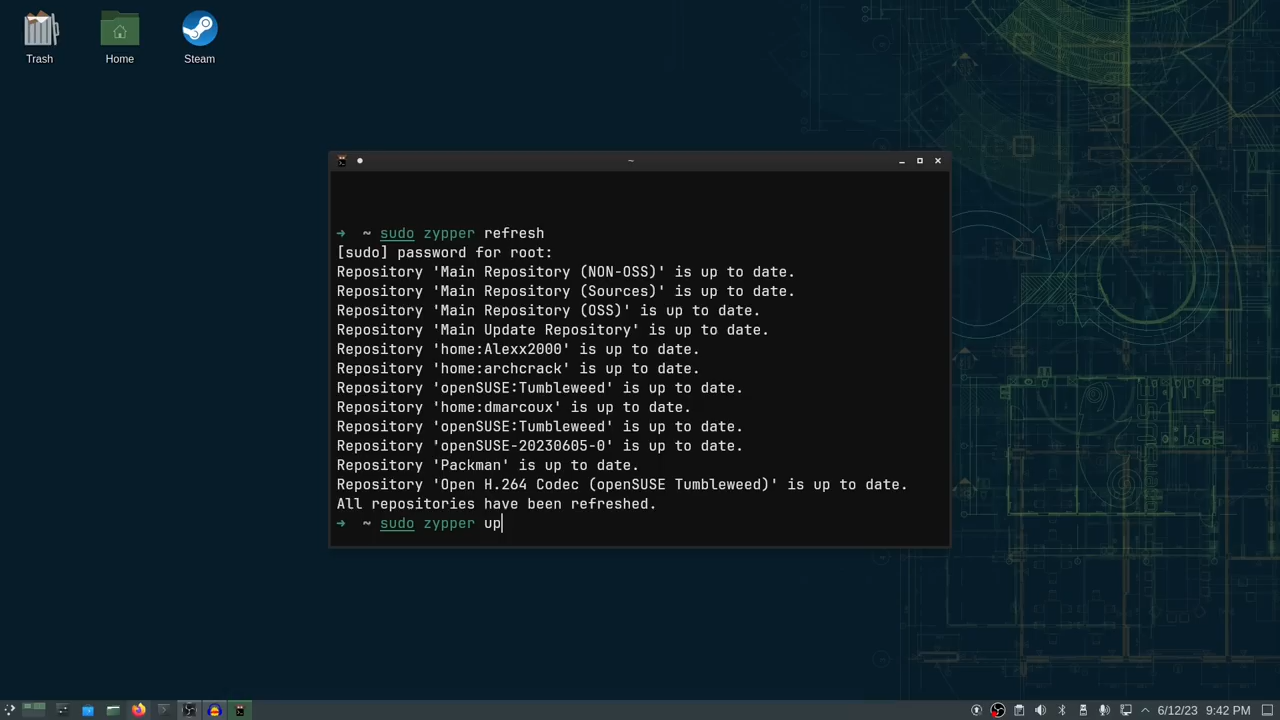 Trash
Home
Steam
~
➜ ~ sudo zypper refresh
[sudo] password for root:
Repository 'Main Repository (NON-OSS)' is up to date.
Repository 'Main Repository (Sources)' is up to date.
Repository 'Main Repository (OSS)' is up to date.
Repository 'Main Update Repository' is up to date.
Repository 'home:Alexx2000' is up to date.
Repository 'home:archcrack' is up to date.
Repository 'openSUSE:Tumbleweed' is up to date.
Repository 'home:dmarcoux' is up to date.
Repository 'openSUSE:Tumbleweed' is up to date.
Repository 'openSUSE-20230605-0' is up to date.
Repository 'Packman' is up to date.
Repository 'Open H.264 Codec (openSUSE Tumbleweed)' is up to date.
All repositories have been refreshed.
➜ ~ sudo zypper up
6/12/23 9:42 PM